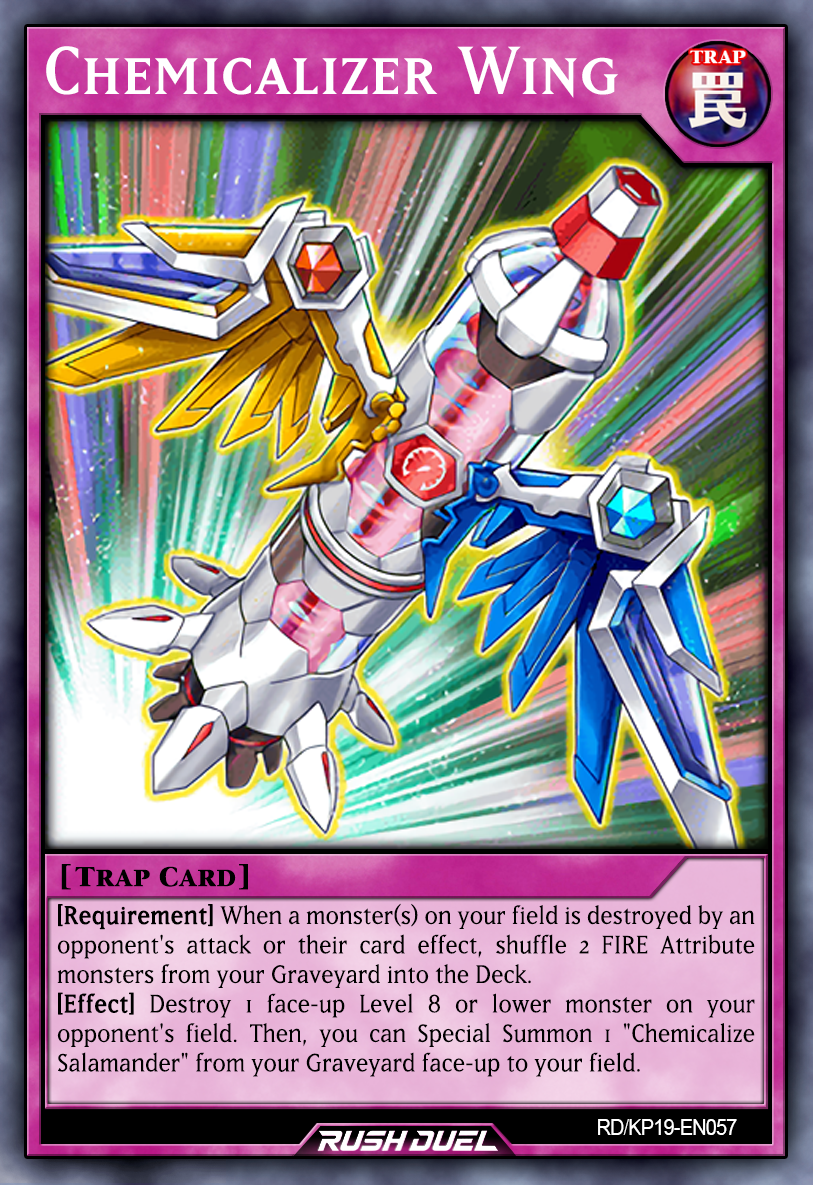 Chemicalizer Wing
TRAP
罠
[Trap Card]
[Requirement] When a monster(s) on your field is destroyed by an
opponent's attack or their card effect, shuffle 2 FIRE Attribute
monsters from your Graveyard into the Deck.
[Effect] Destroy 1 face-up Level 8 or lower monster on your
opponent's field. Then, you can Special Summon 1 "Chemicalize
Salamander" from your Graveyard face-up to your field.
RD/KP19-EN057
RUSH DUEL